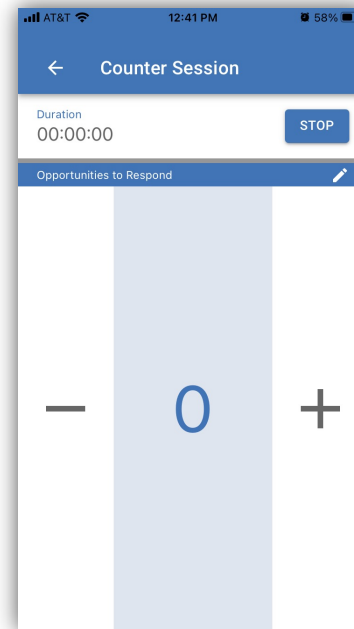 AT&T 12:41 PM 58%
Counter Session
Duration
00:00:00
STOP
Opportunities to Respond
0